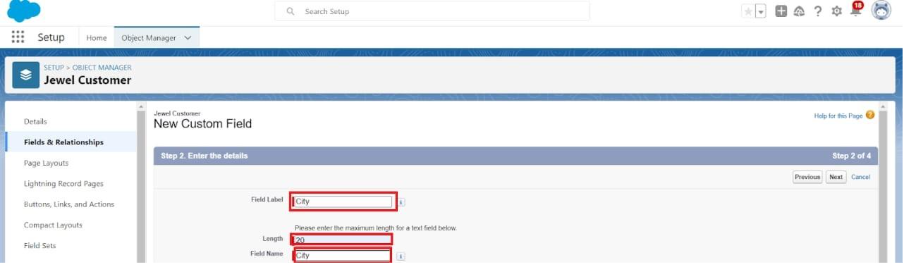 Search Setup
18
Setup
Home
Object Manager
SETUP > OBJECT MANAGER
Jewel Customer
Details
Fields & Relationships
Page Layouts
Lightning Record Pages
Buttons, Links, and Actions
Compact Layouts
Field Sets
Jewel Customer
New Custom Field
Help for this Page
Step 2. Enter the details
Step 2 of 4
Previous
Next
Cancel
Field Label
City
i
Please enter the maximum length for a text field below.
Length
20
Field Name
City
i